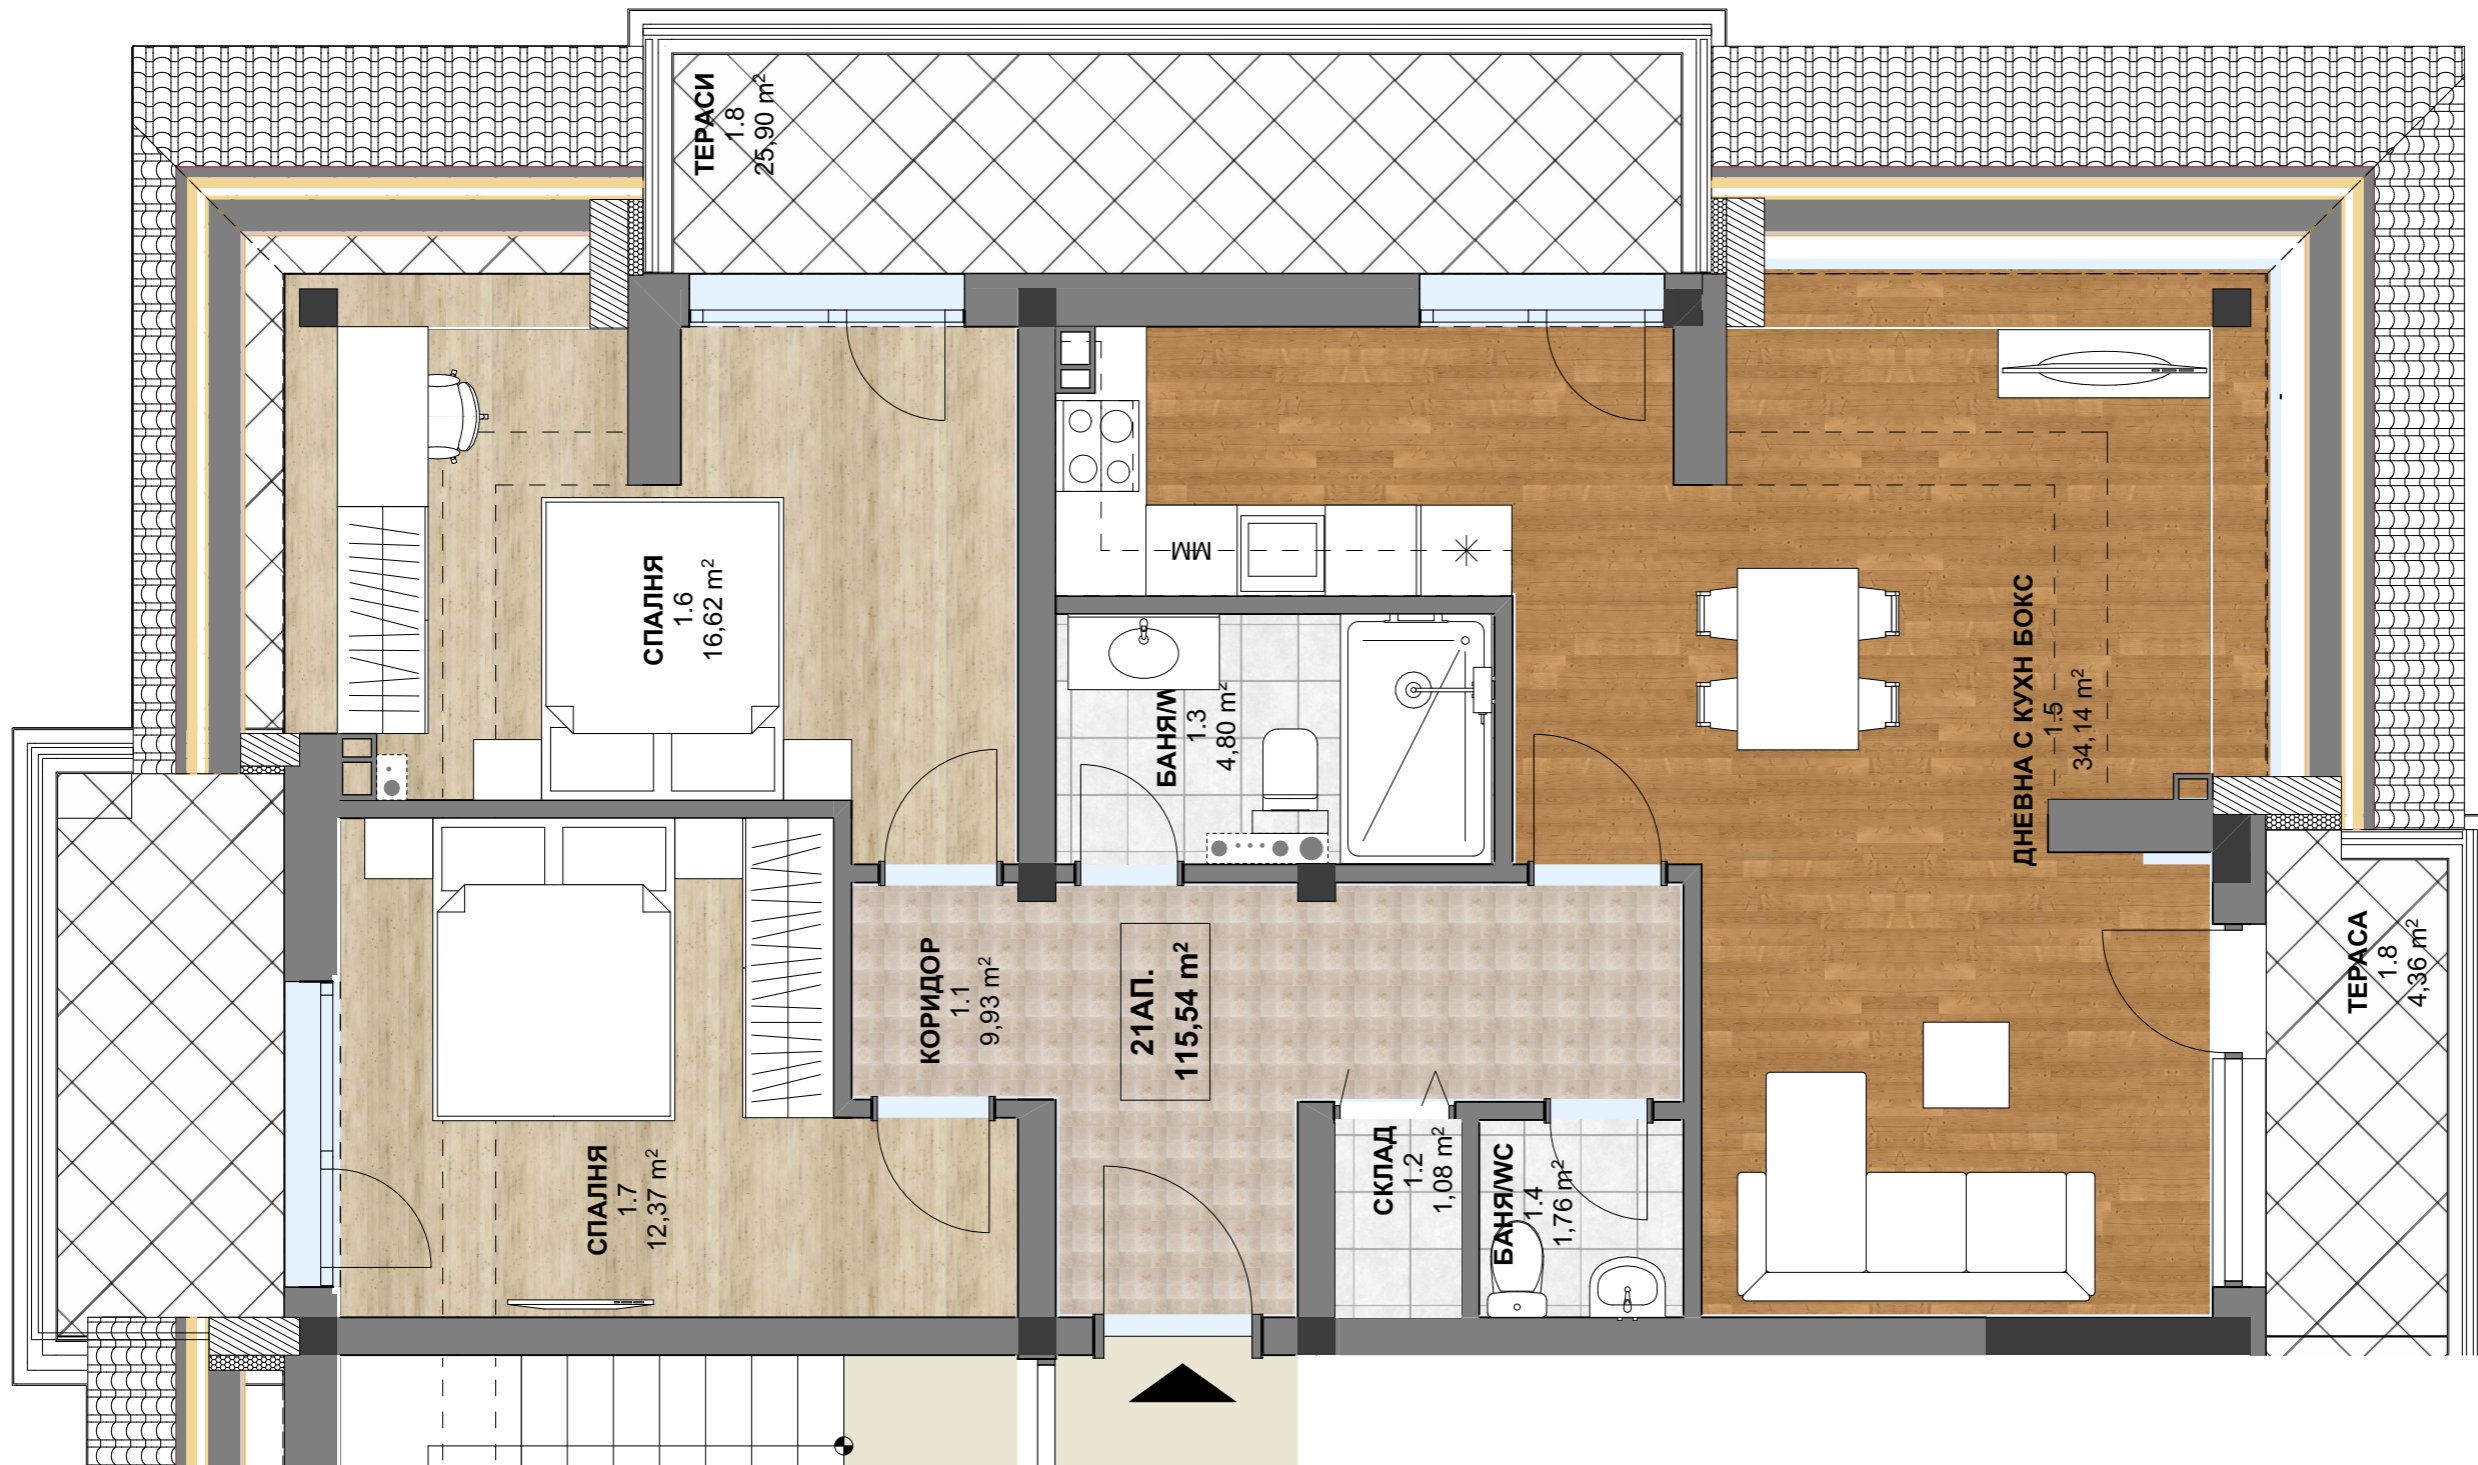 ТЕРАСИ
1.8
25,90 m²
СПАЛНЯ
1.6
16,62 m²
MM
БАНЯ/W
1.3
4,80 m²
ДНЕВНА С КУХН БОКС
1.5
34,14 m²
КОРИДОР
1.1
9,93 m²
21АП.
115,54 m²
ТЕРАСА
1.8
4,36 m²
СПАЛНЯ
1.7
12,37 m²
СКЛАД
1.2
1,08 m²
БАНЯ/WC
1.4
1,76 m²